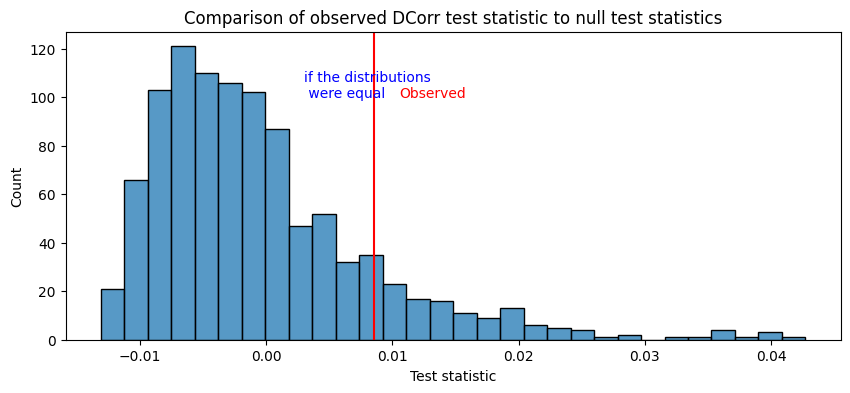 Comparison of observed DCorr test statistic to null test statistics
120
100
80
60
40
20
0
Count
if the distributions
were equal
Observed
−0.01
0.00
0.01
0.02
0.03
0.04
Test statistic